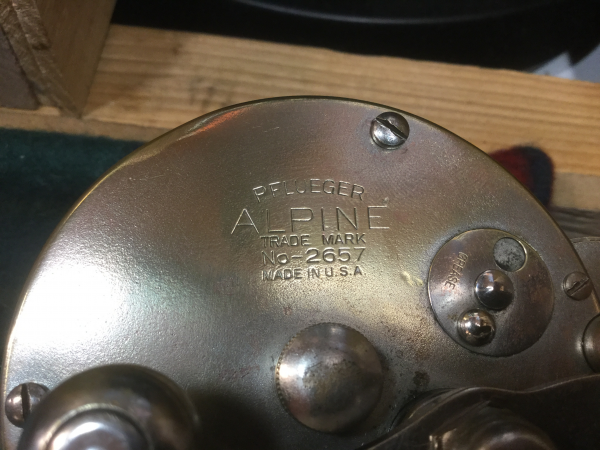 PFLUEGER
ALPINE
TRADE MARK
No-2657
MADE IN U.S.A